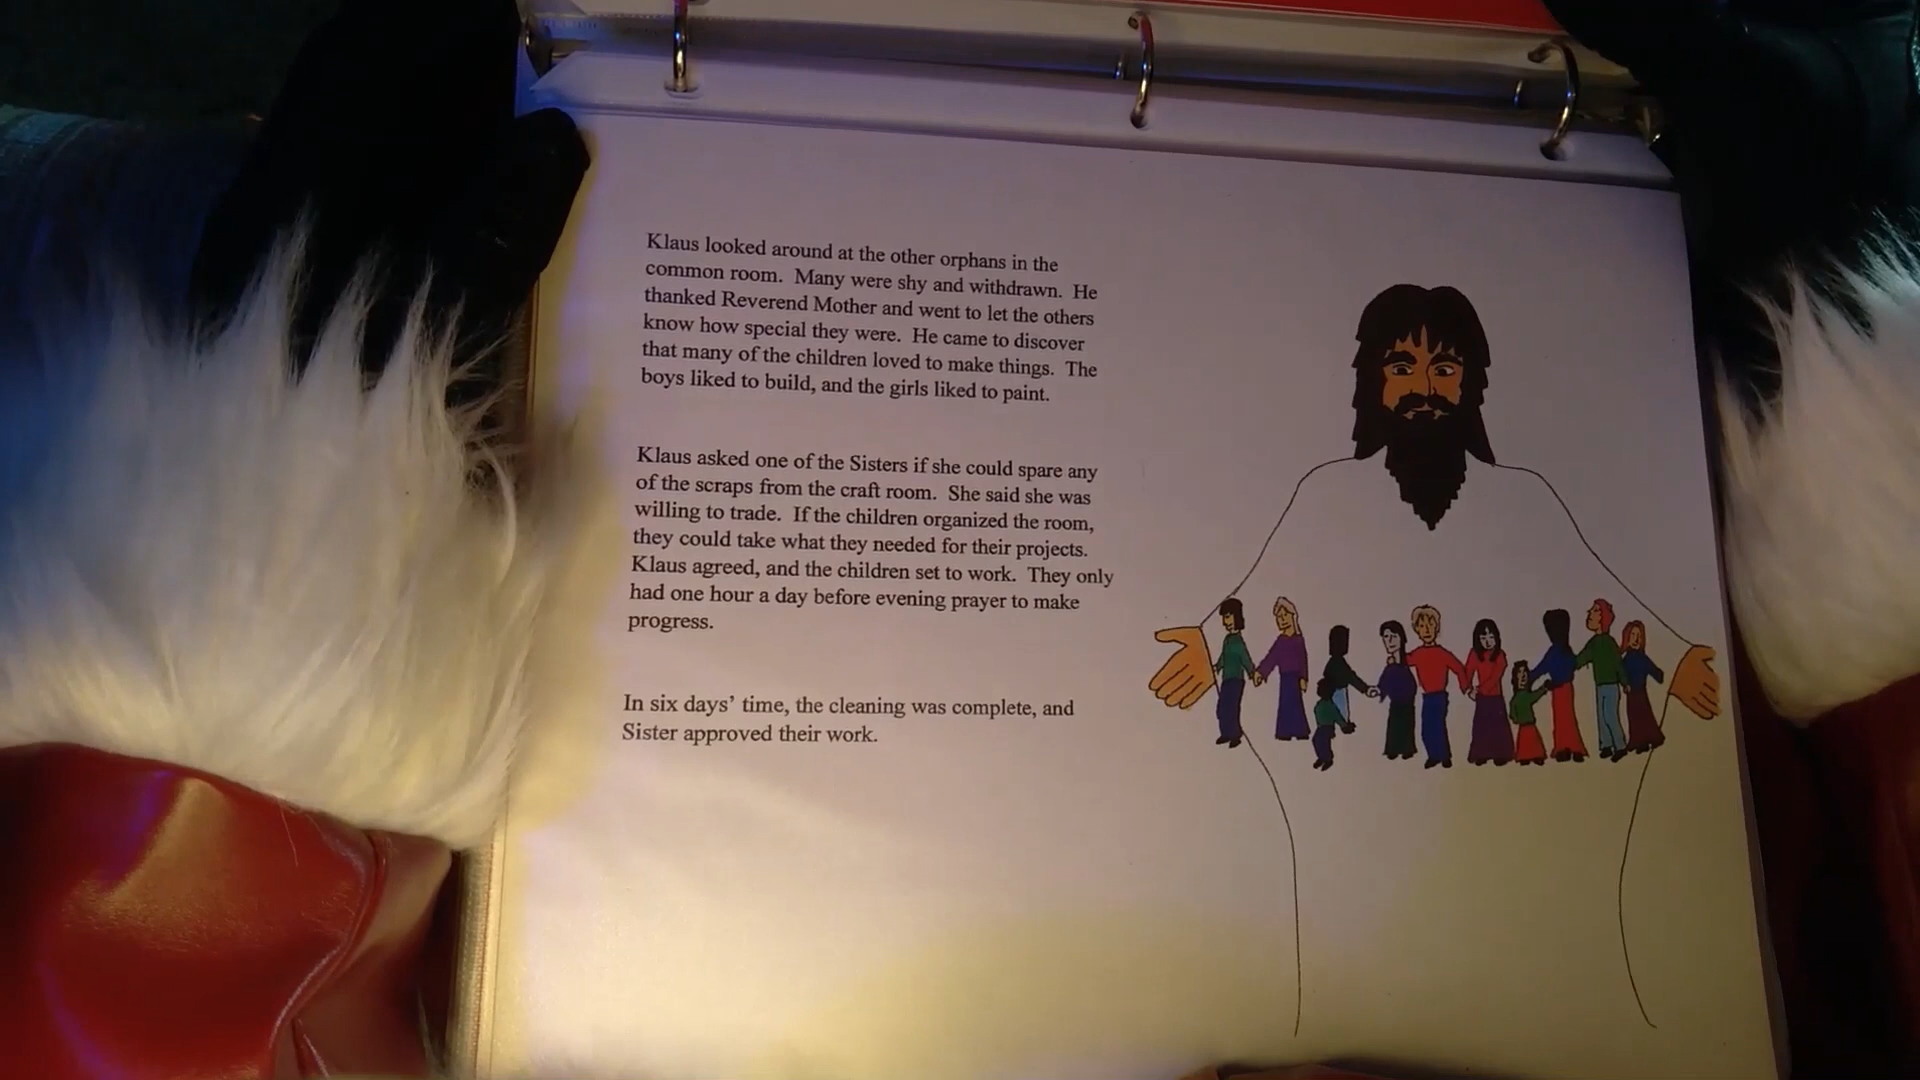 Klaus looked around at the other orphans in the
common room. Many were shy and withdrawn. He
thanked Reverend Mother and went to let the others
know how special they were. He came to discover
that many of the children loved to make things. The
boys liked to build, and the girls liked to paint.
Klaus asked one of the Sisters if she could spare any
of the scraps from the craft room. She said she was
willing to trade. If the children organized the room,
they could take what they needed for their projects.
Klaus agreed, and the children set to work. They only
had one hour a day before evening prayer to make
progress.
In six days’ time, the cleaning was complete, and
Sister approved their work.